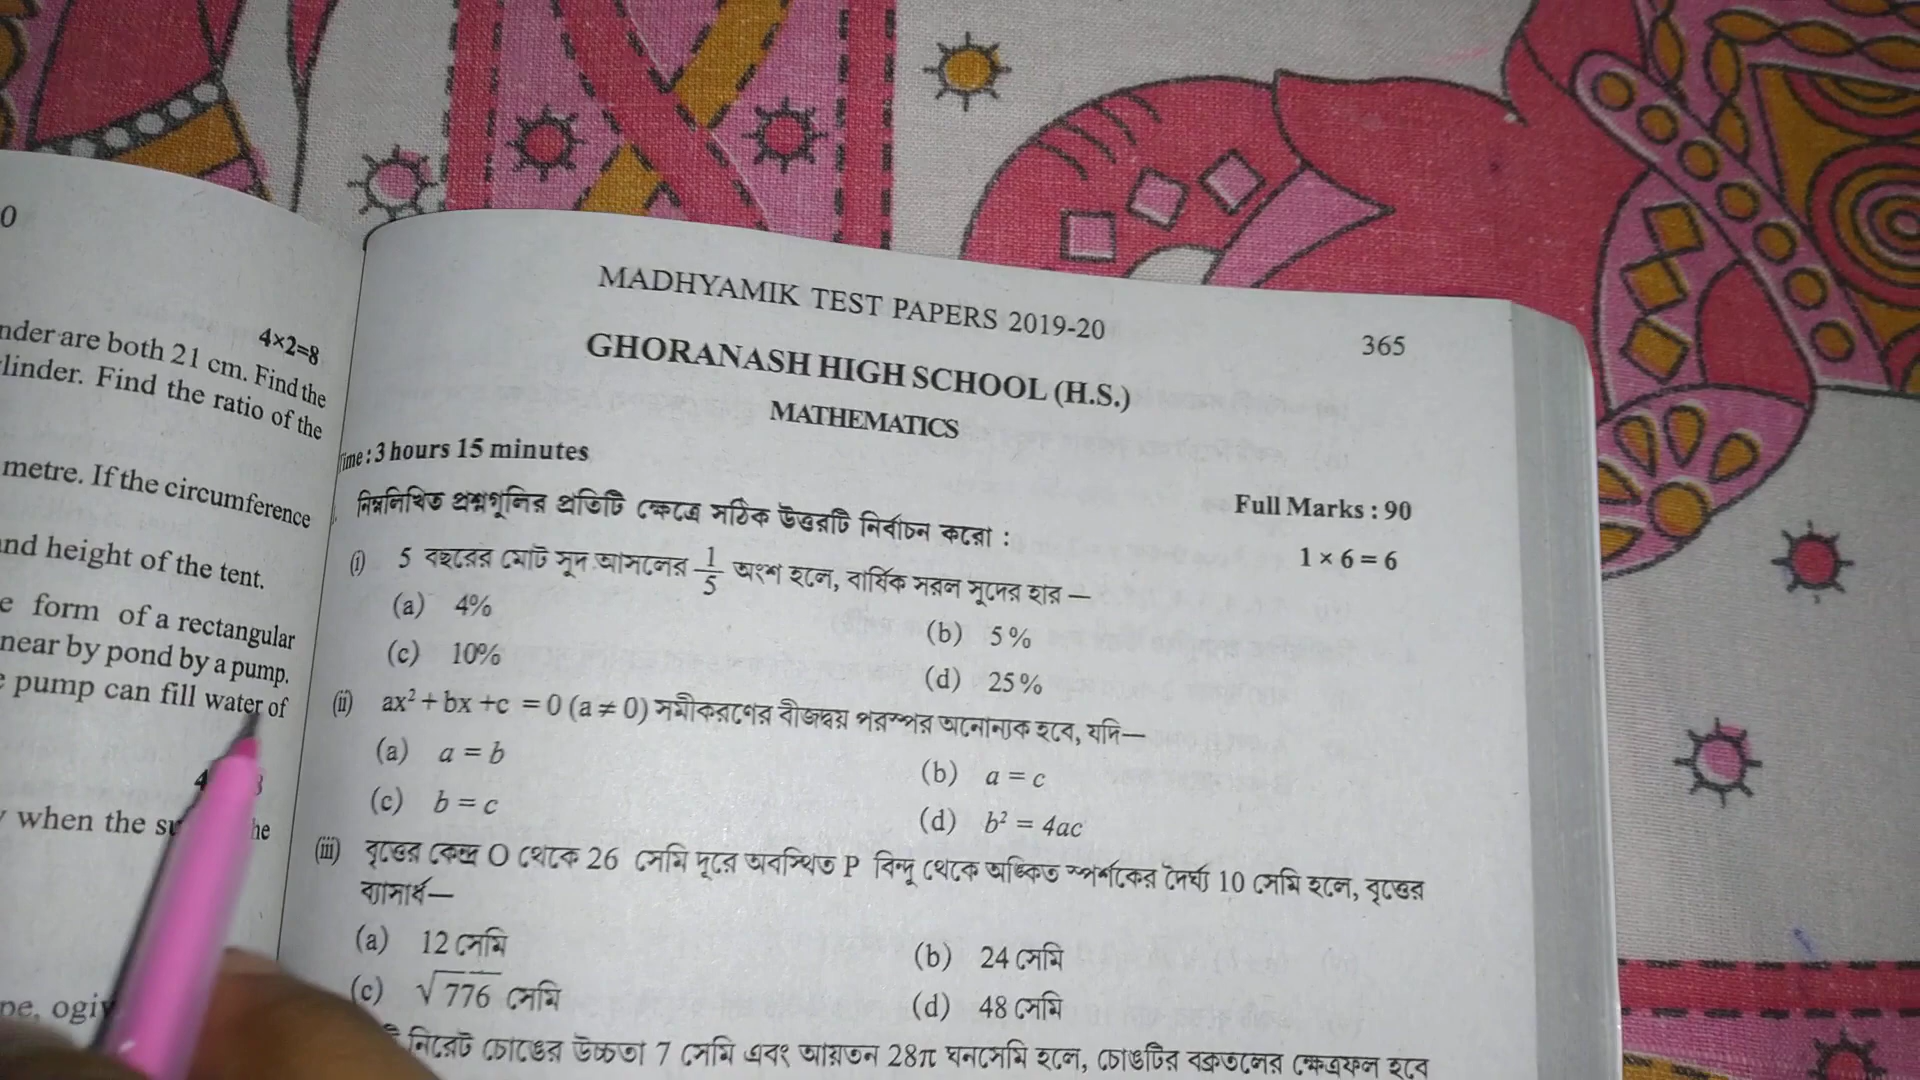 0
4×2=8
nder are both 21 cm. Find the
linder. Find the ratio of the
metre. If the circumference
nd height of the tent.
e form of a rectangular
near by pond by a pump.
e pump can fill water of
when the
pe, ogiv
MADHYAMIK TEST PAPERS 2019-20
365
GHORANASH HIGH SCHOOL (H.S.)
MATHEMATICS
Time : 3 hours 15 minutes
Full Marks : 90
নিম্নলিখিত প্রশ্নগুলির প্রতিটি ক্ষেত্রে সঠিক উত্তরটি নির্বাচন করো :
1 × 6 = 6
(i) 5 বছরের মোট সুদ আসলের 1/5 অংশ হলে, বার্ষিক সরল সুদের হার —
(a) 4%
(b) 5%
(c) 10%
(d) 25%
(ii) ax² + bx + c = 0 (a ≠ 0) সমীকরণের বীজদ্বয় পরস্পর অনোন্যক হবে, যদি—
(a) a = b
(b) a = c
(c) b = c
(d) b² = 4ac
(iii) বৃত্তের কেন্দ্র O থেকে 26 সেমি দূরে অবস্থিত P বিন্দু থেকে অঙ্কিত স্পর্শকের দৈর্ঘ্য 10 সেমি হলে, বৃত্তের
ব্যাসার্ধ—
(a) 12 সেমি
(b) 24 সেমি
(c) √776 সেমি
(d) 48 সেমি
নিরেট চোঙের উচ্চতা 7 সেমি এবং আয়তন 28π ঘনসেমি হলে, চোঙটির বক্রতলের ক্ষেত্রফল হবে